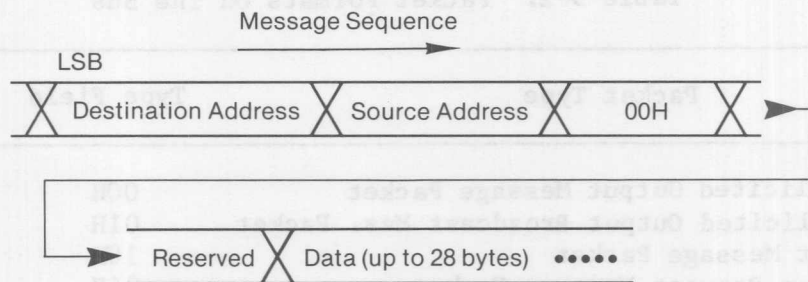 Message Sequence
LSB
Destination Address Source Address 00H
Reserved Data (up to 28 bytes) •••••